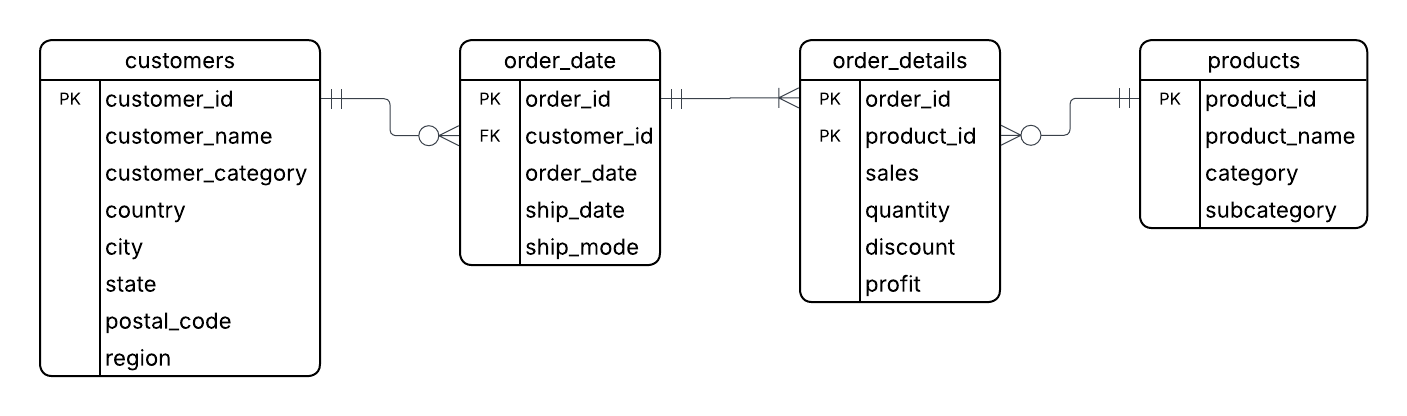 customers
PK customer_id
customer_name
customer_category
country
city
state
postal_code
region
order_date
PK order_id
FK customer_id
order_date
ship_date
ship_mode
order_details
PK order_id
PK product_id
sales
quantity
discount
profit
products
PK product_id
product_name
category
subcategory